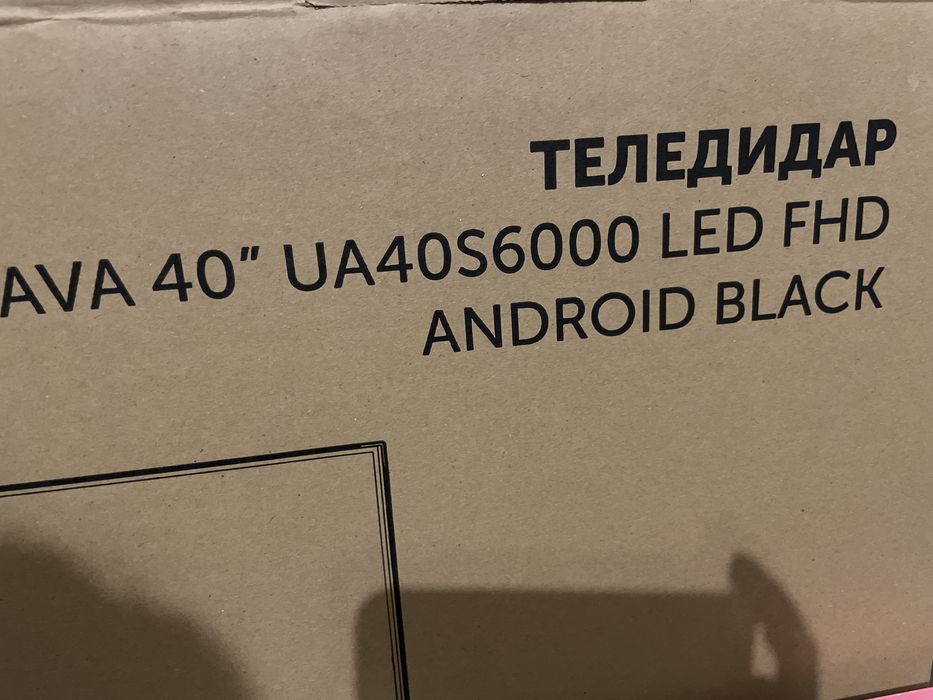 ТЕЛЕДИДАР
AVA 40" UA40S6000 LED FHD
ANDROID BLACK